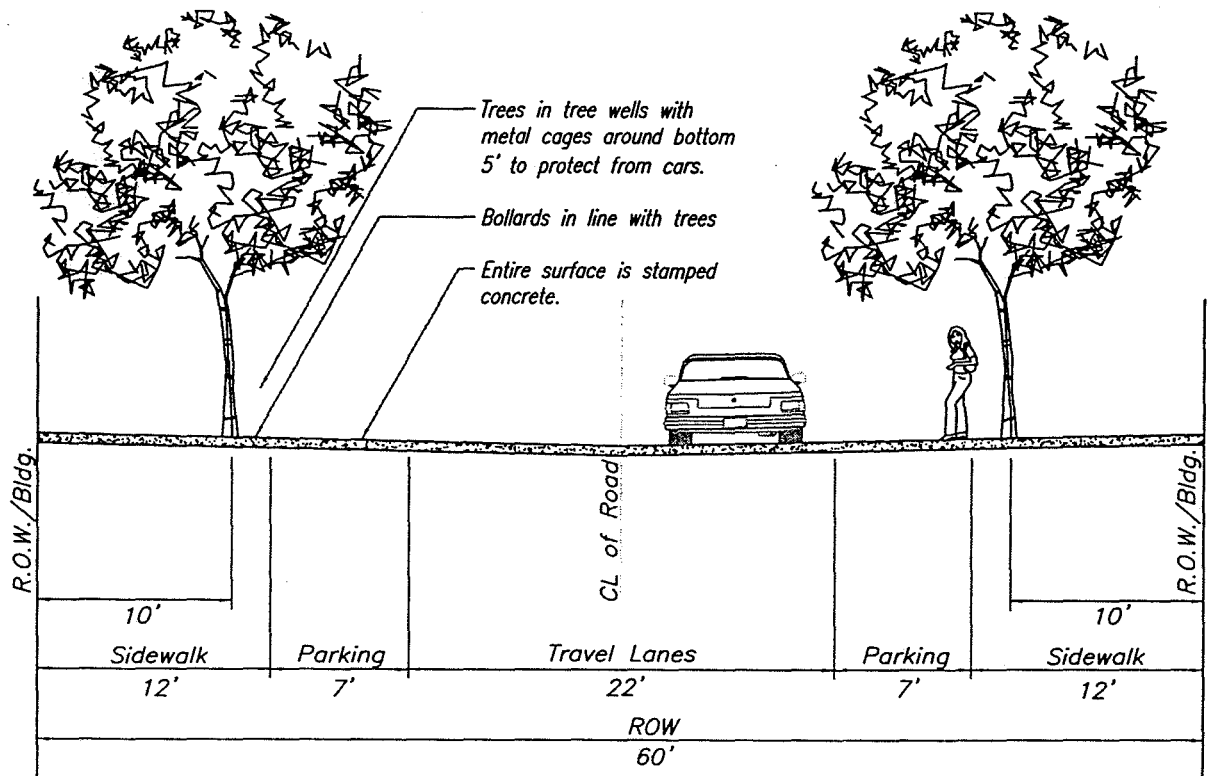 Trees in tree wells with
metal cages around bottom
5' to protect from cars.
Bollards in line with trees
Entire surface is stamped
concrete.
R.O.W./Bldg.
CL of Road
R.O.W./Bldg.
10'
10'
Sidewalk Parking Travel Lanes Parking Sidewalk
12' 7' 22' 7' 12'
ROW
60'